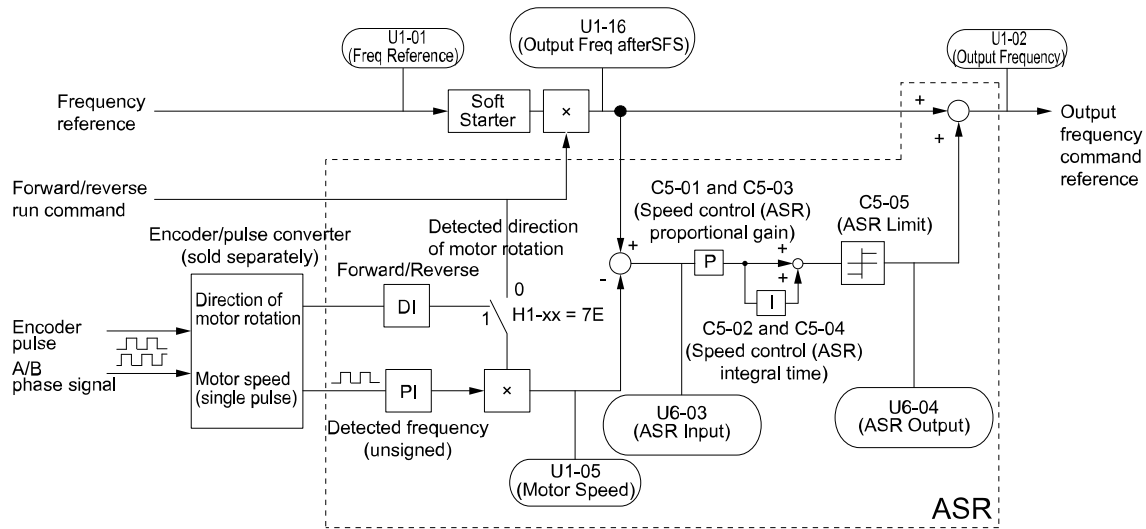 U1-01
(Freq Reference)
U1-16
(Output Freq afterSFS)
U1-02
(Output Frequency)
Frequency
reference
Soft
Starter
×
+
+
Output
frequency
command
reference
Forward/reverse
run command
Detected direction
of motor rotation
C5-01 and C5-03
(Speed control (ASR)
proportional gain)
C5-05
(ASR Limit)
Encoder/pulse converter
(sold separately)
Forward/Reverse
+
-
P
+
+
I
Direction of
motor rotation
DI
0
1
H1-xx = 7E
C5-02 and C5-04
(Speed control (ASR)
integral time)
Encoder
pulse
A/B
phase signal
Motor speed
(single pulse)
PI
×
Detected frequency
(unsigned)
U6-03
(ASR Input)
U6-04
(ASR Output)
U1-05
(Motor Speed)
ASR